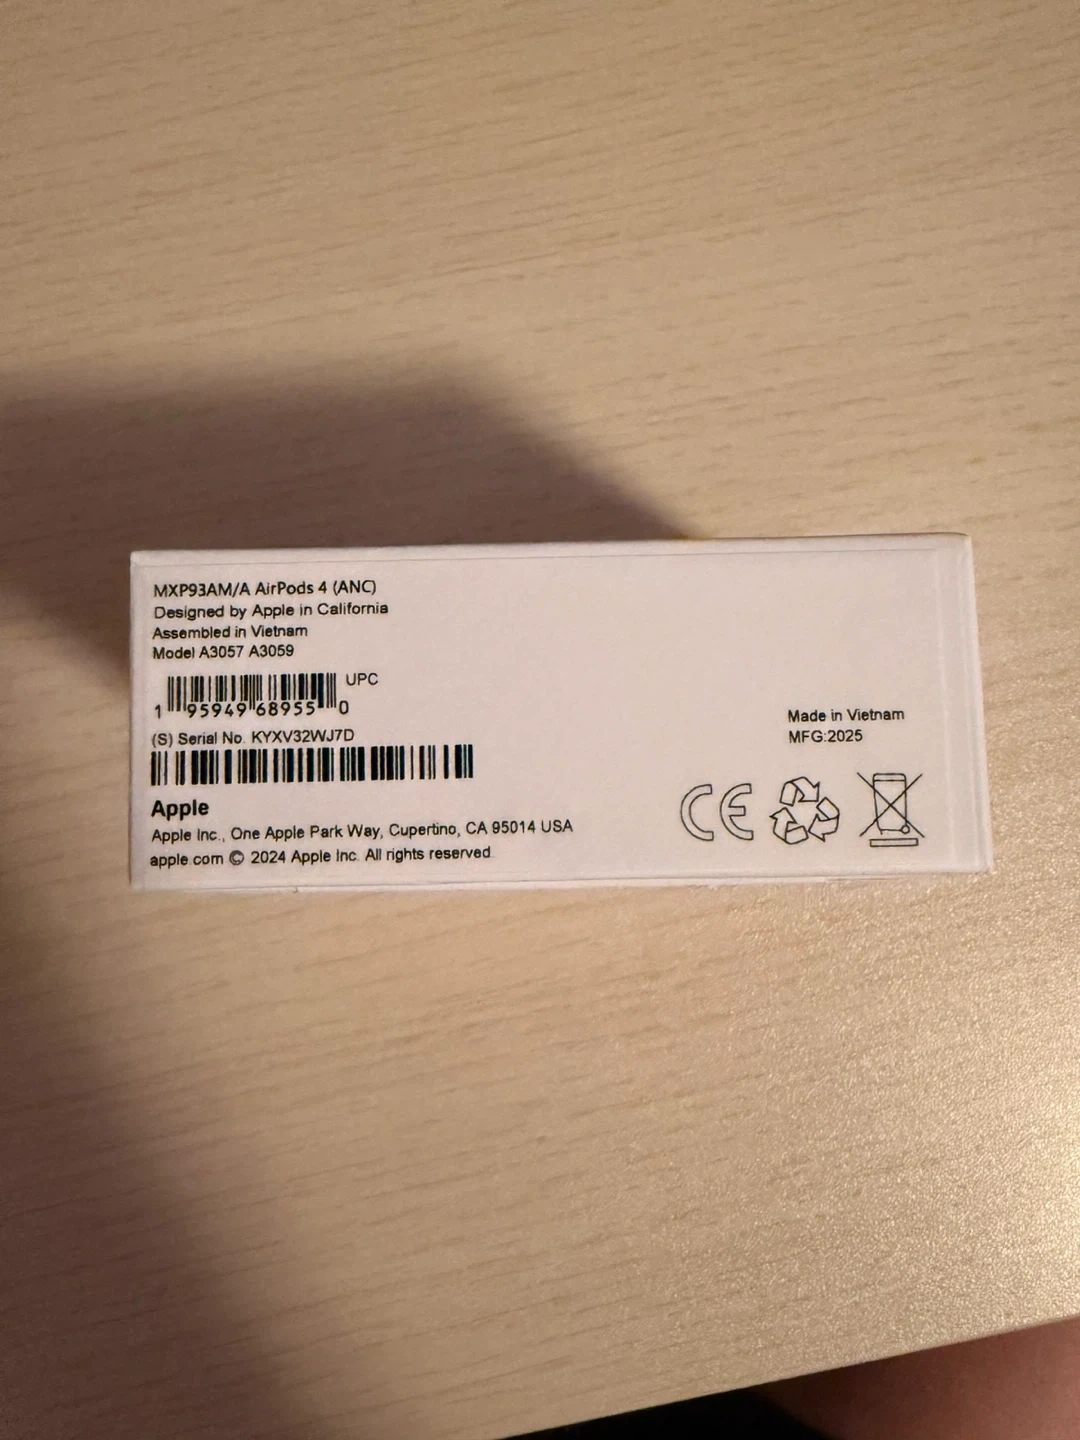 MXP93AM/A AirPods 4 (ANC)
Designed by Apple in California
Assembled in Vietnam
Model A3057 A3059
UPC
1 95949 68955 0
(S) Serial No. KYXV32WJ7D
Apple
Apple Inc., One Apple Park Way, Cupertino, CA 95014 USA
apple.com © 2024 Apple Inc. All rights reserved.
Made in Vietnam
MFG:2025
CE